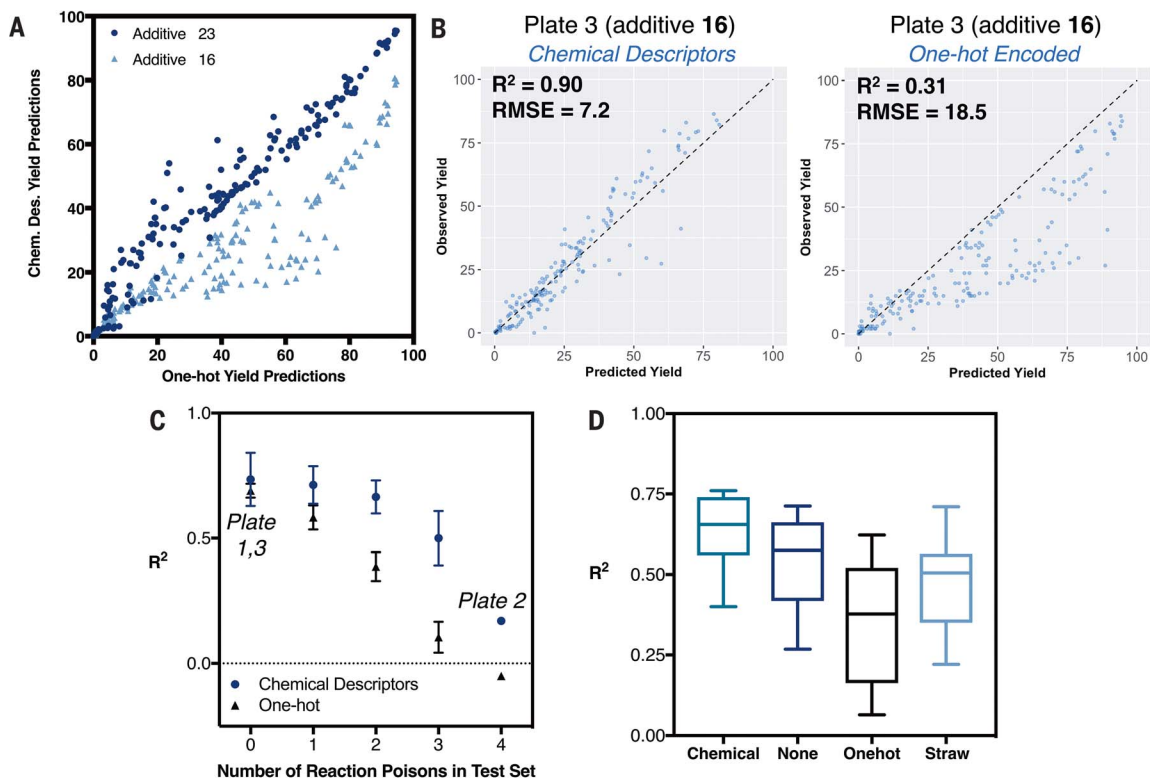 A
Chem. Des. Yield Predictions
100
80
60
40
20
0
Additive 23
Additive 16
0 20 40 60 80 100
One-hot Yield Predictions
B
Plate 3 (additive 16)
Chemical Descriptors
R² = 0.90
RMSE = 7.2
Observed Yield
100
75
50
25
0
0 25 50 75 100
Predicted Yield
Plate 3 (additive 16)
One-hot Encoded
R² = 0.31
RMSE = 18.5
Observed Yield
100
75
50
25
0
0 25 50 75 100
Predicted Yield
C
R²
1.0
0.5
0.0
Plate
1,3
Plate 2
Chemical Descriptors
One-hot
0 1 2 3 4
Number of Reaction Poisons in Test Set
D
R²
1.00
0.75
0.50
0.25
0.00
Chemical None Onehot Straw